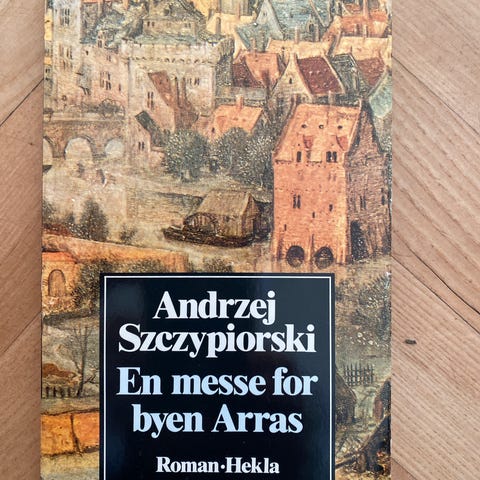 Andrzej
Szczypiorski
En messe for
byen Arras
Roman·Hekla